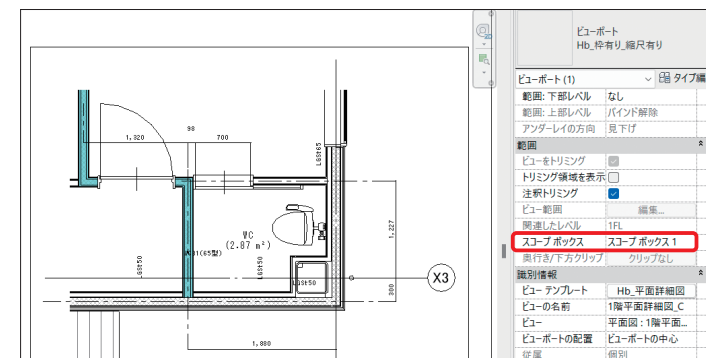 ビューポート
Hb_枠有り_縮尺有り
ビューポート (1)
タイプ編
範囲: 下部レベル なし
範囲: 上部レベル バインド解除
アンダーレイの方向 見下げ
範囲
ビューをトリミング
トリミング領域を表示
注釈トリミング
ビュー範囲 編集...
関連したレベル 1FL
スコープ ボックス スコープ ボックス 1
奥行き/下方クリップ クリップなし
識別情報
ビュー テンプレート Hb_平面詳細図
ビューの名前 1階平面詳細図_C
ビュー 平面図 : 1階平面...
ビューポートの配置 ビューポートの中心
従属 個別
98
1,320
700
LGSt65
WC
(2.87 m²)
1(65型)
LGSt50
LGSt50
LGSt50
1,227
300
X3
1,880